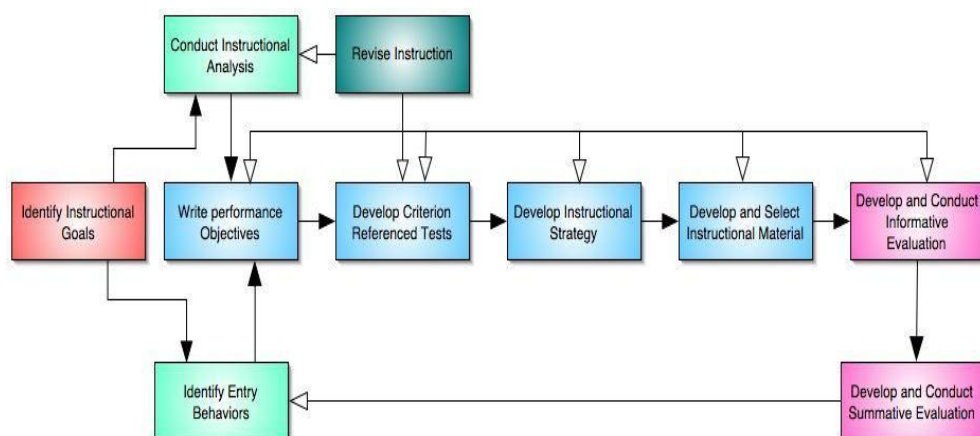 Conduct Instructional
Analysis
Revise Instruction
Identify Instructional
Goals
Write performance
Objectives
Develop Criterion
Referenced Tests
Develop Instructional
Strategy
Develop and Select
Instructional Material
Develop and Conduct
Informative
Evaluation
Identify Entry
Behaviors
Develop and Conduct
Summative Evaluation